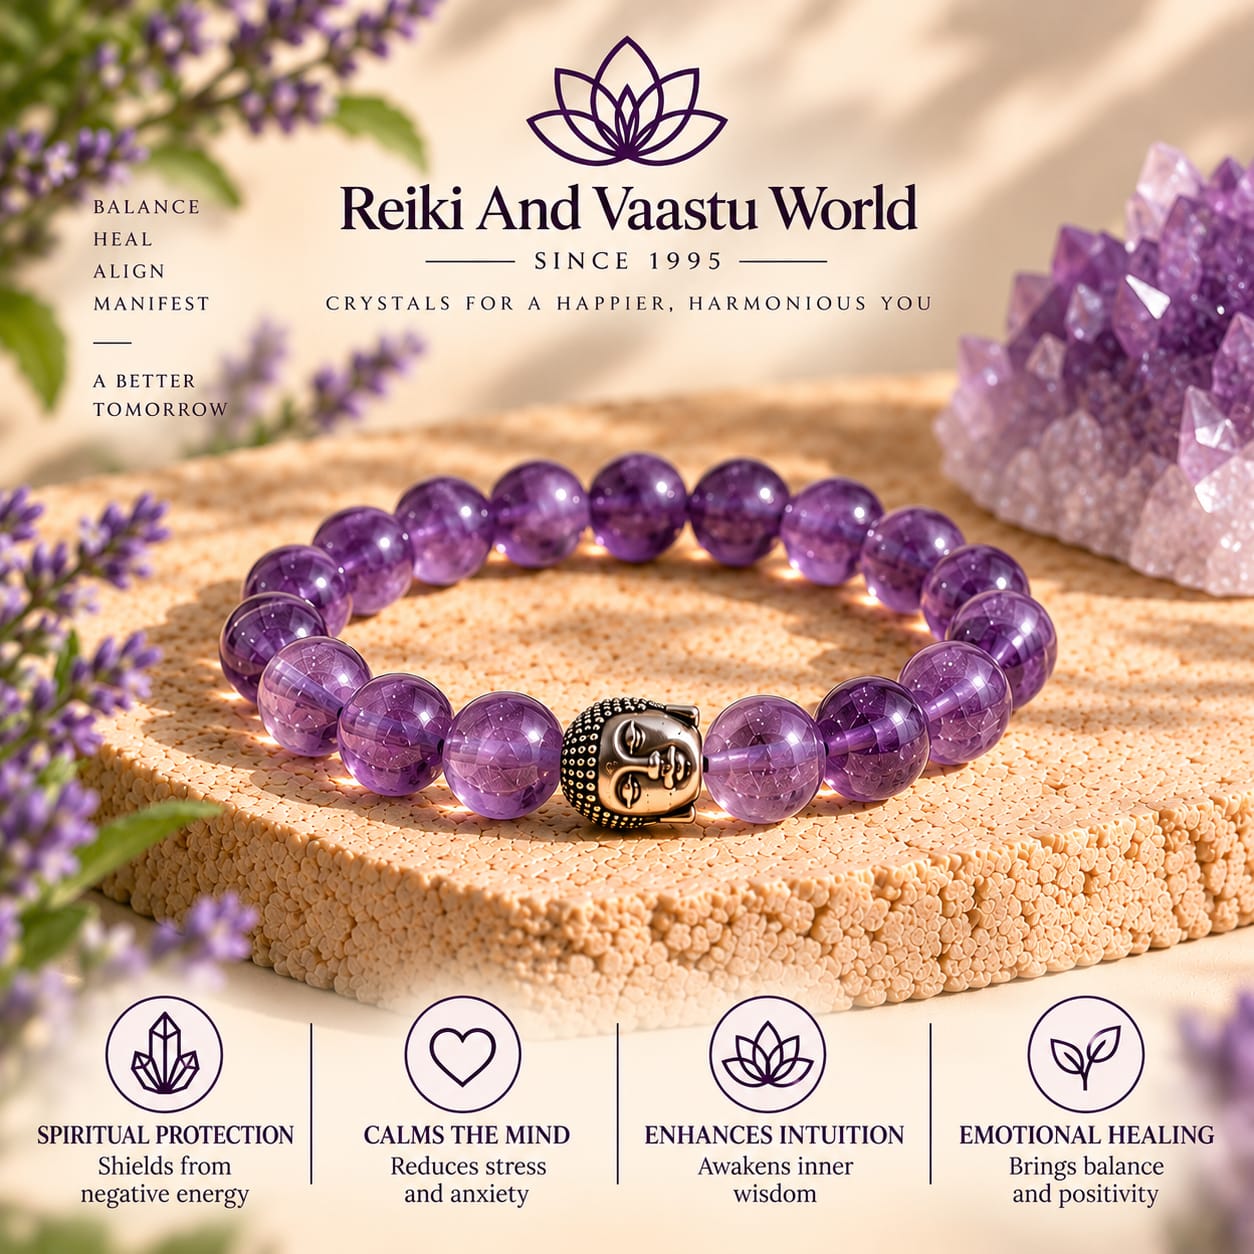 Reiki And Vaastu World
SINCE 1995
CRYSTALS FOR A HAPPIER, HARMONIOUS YOU
BALANCE
HEAL
ALIGN
MANIFEST
A BETTER
TOMORROW
SPIRITUAL PROTECTION
Shields from
negative energy
CALMS THE MIND
Reduces stress
and anxiety
ENHANCES INTUITION
Awakens inner
wisdom
EMOTIONAL HEALING
Brings balance
and positivity